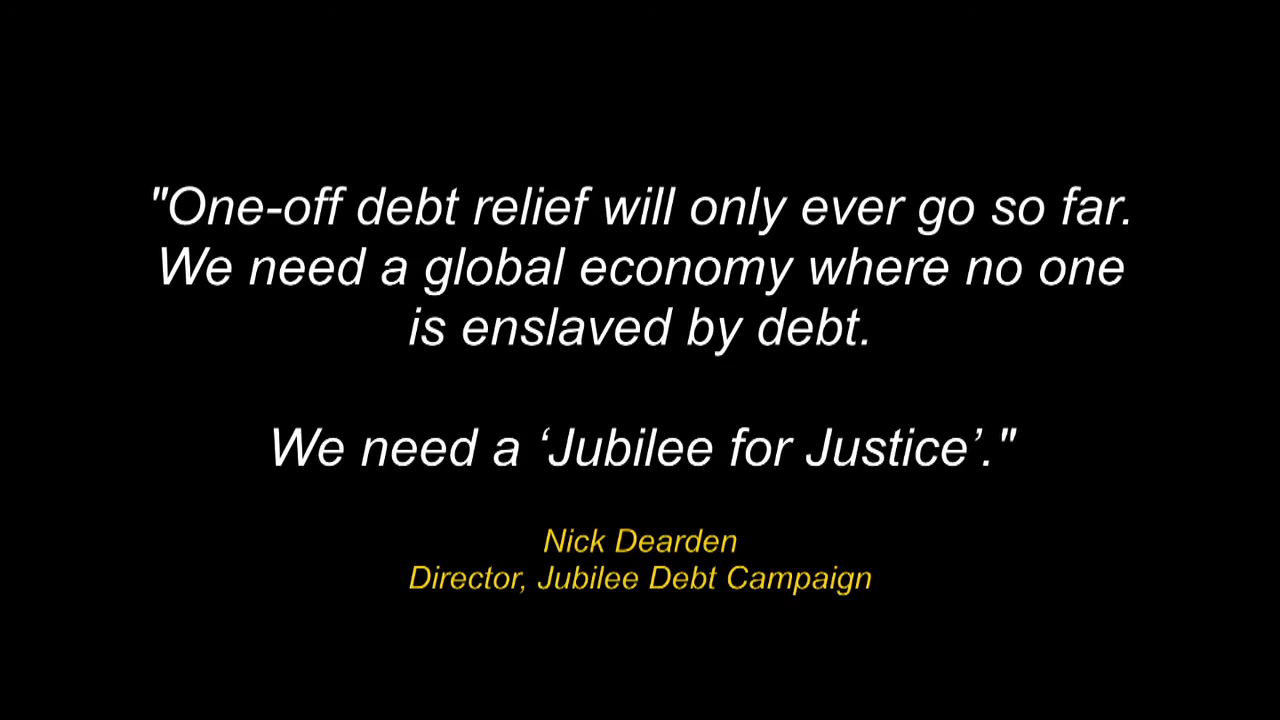 "One-off debt relief will only ever go so far.
We need a global economy where no one
is enslaved by debt.
We need a ‘Jubilee for Justice’."
Nick Dearden
Director, Jubilee Debt Campaign